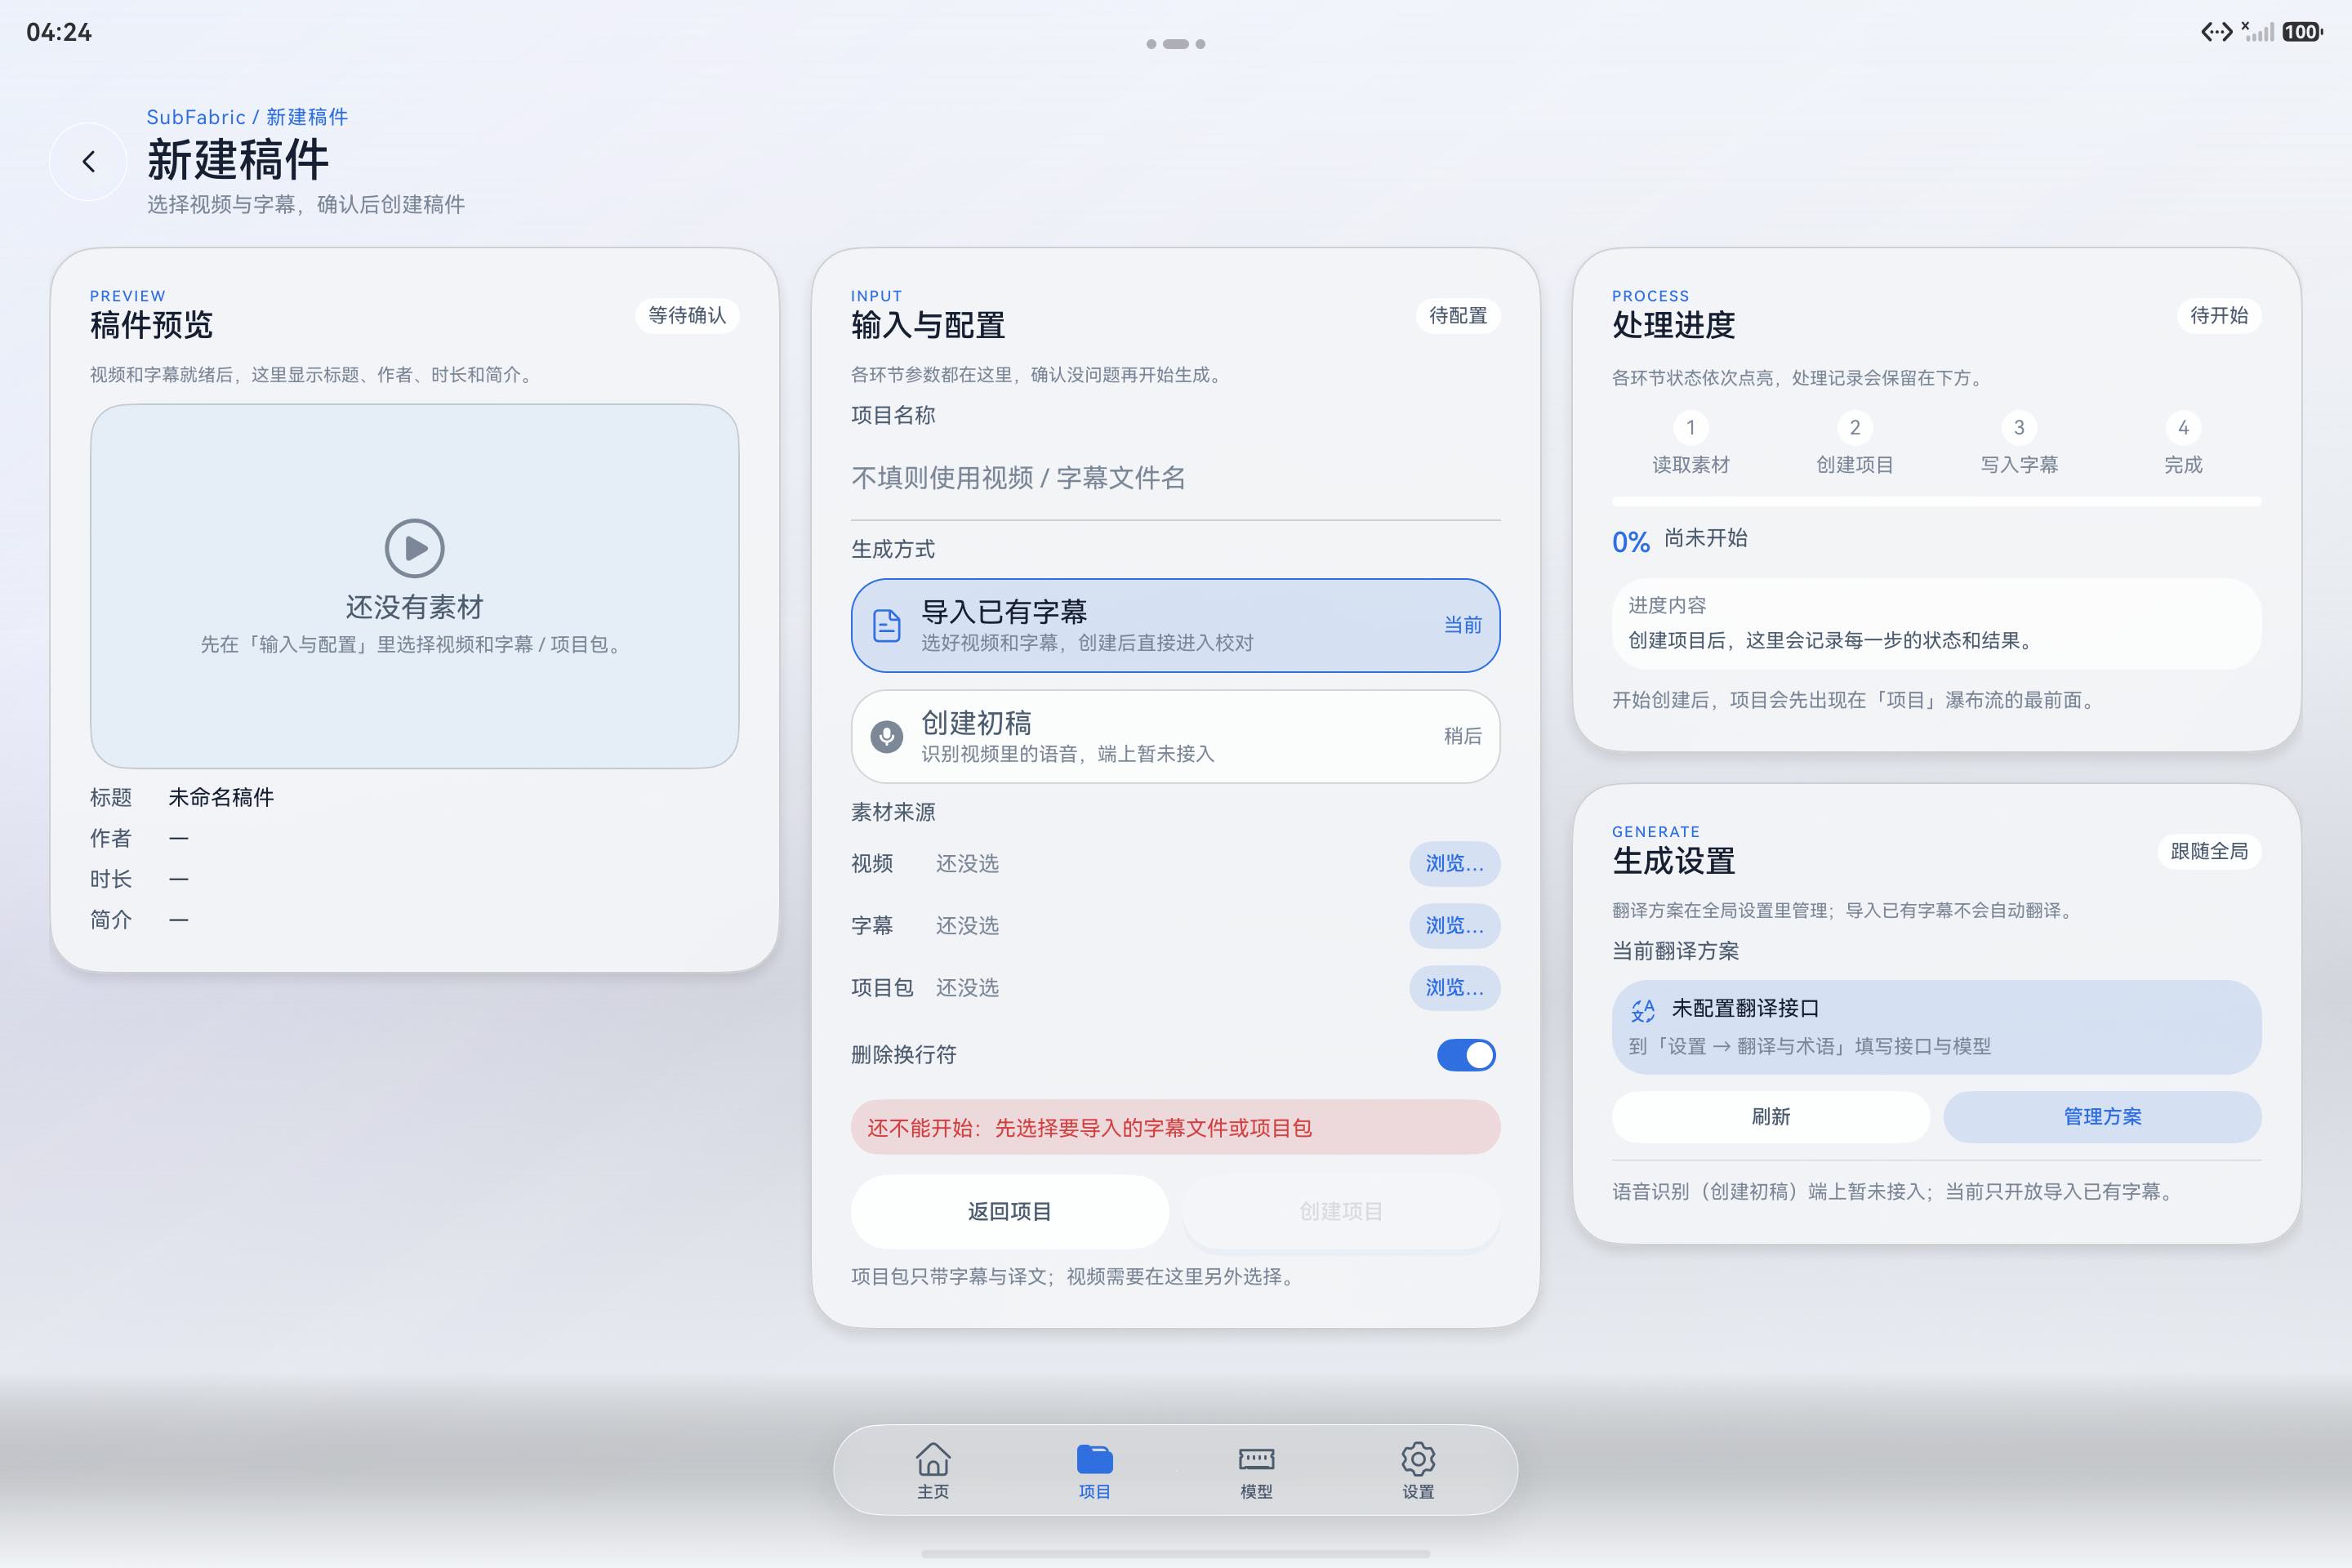 04:24
100
SubFabric / 新建稿件
新建稿件
选择视频与字幕，确认后创建稿件
PREVIEW
稿件预览
等待确认
视频和字幕就绪后，这里显示标题、作者、时长和简介。
还没有素材
先在「输入与配置」里选择视频和字幕 / 项目包。
标题 未命名稿件
作者 —
时长 —
简介 —
INPUT
输入与配置
待配置
各环节参数都在这里，确认没问题再开始生成。
项目名称
不填则使用视频 / 字幕文件名
生成方式
导入已有字幕
选好视频和字幕，创建后直接进入校对
当前
创建初稿
识别视频里的语音，端上暂未接入
稍后
素材来源
视频 还没选 浏览...
字幕 还没选 浏览...
项目包 还没选 浏览...
删除换行符
还不能开始：先选择要导入的字幕文件或项目包
返回项目
创建项目
项目包只带字幕与译文；视频需要在这里另外选择。
PROCESS
处理进度
待开始
各环节状态依次点亮，处理记录会保留在下方。
1 2 3 4
读取素材 创建项目 写入字幕 完成
0% 尚未开始
进度内容
创建项目后，这里会记录每一步的状态和结果。
开始创建后，项目会先出现在「项目」瀑布流的最前面。
GENERATE
生成设置
跟随全局
翻译方案在全局设置里管理；导入已有字幕不会自动翻译。
当前翻译方案
未配置翻译接口
到「设置 → 翻译与术语」填写接口与模型
刷新
管理方案
语音识别（创建初稿）端上暂未接入；当前只开放导入已有字幕。
主页 项目 模型 设置